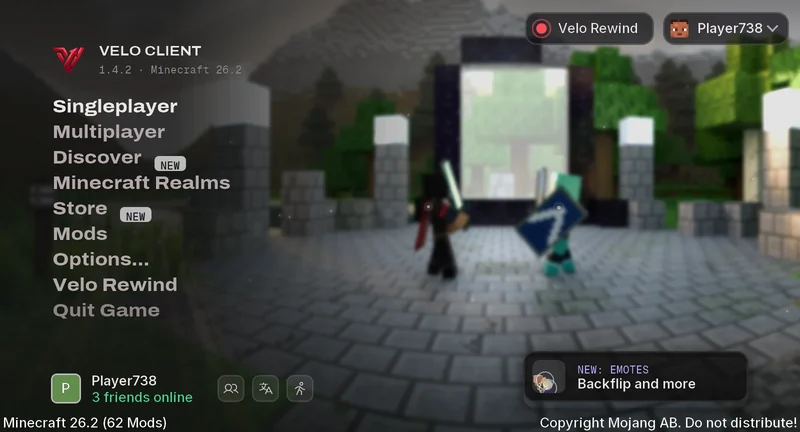 Velo Rewind
Player738
VELO CLIENT
1.4.2 · Minecraft 26.2
Singleplayer
Multiplayer
Discover NEW
Minecraft Realms
Store NEW
Mods
Options...
Velo Rewind
Quit Game
P
Player738
3 friends online
NEW: EMOTES
Backflip and more
Minecraft 26.2 (62 Mods)
Copyright Mojang AB. Do not distribute!